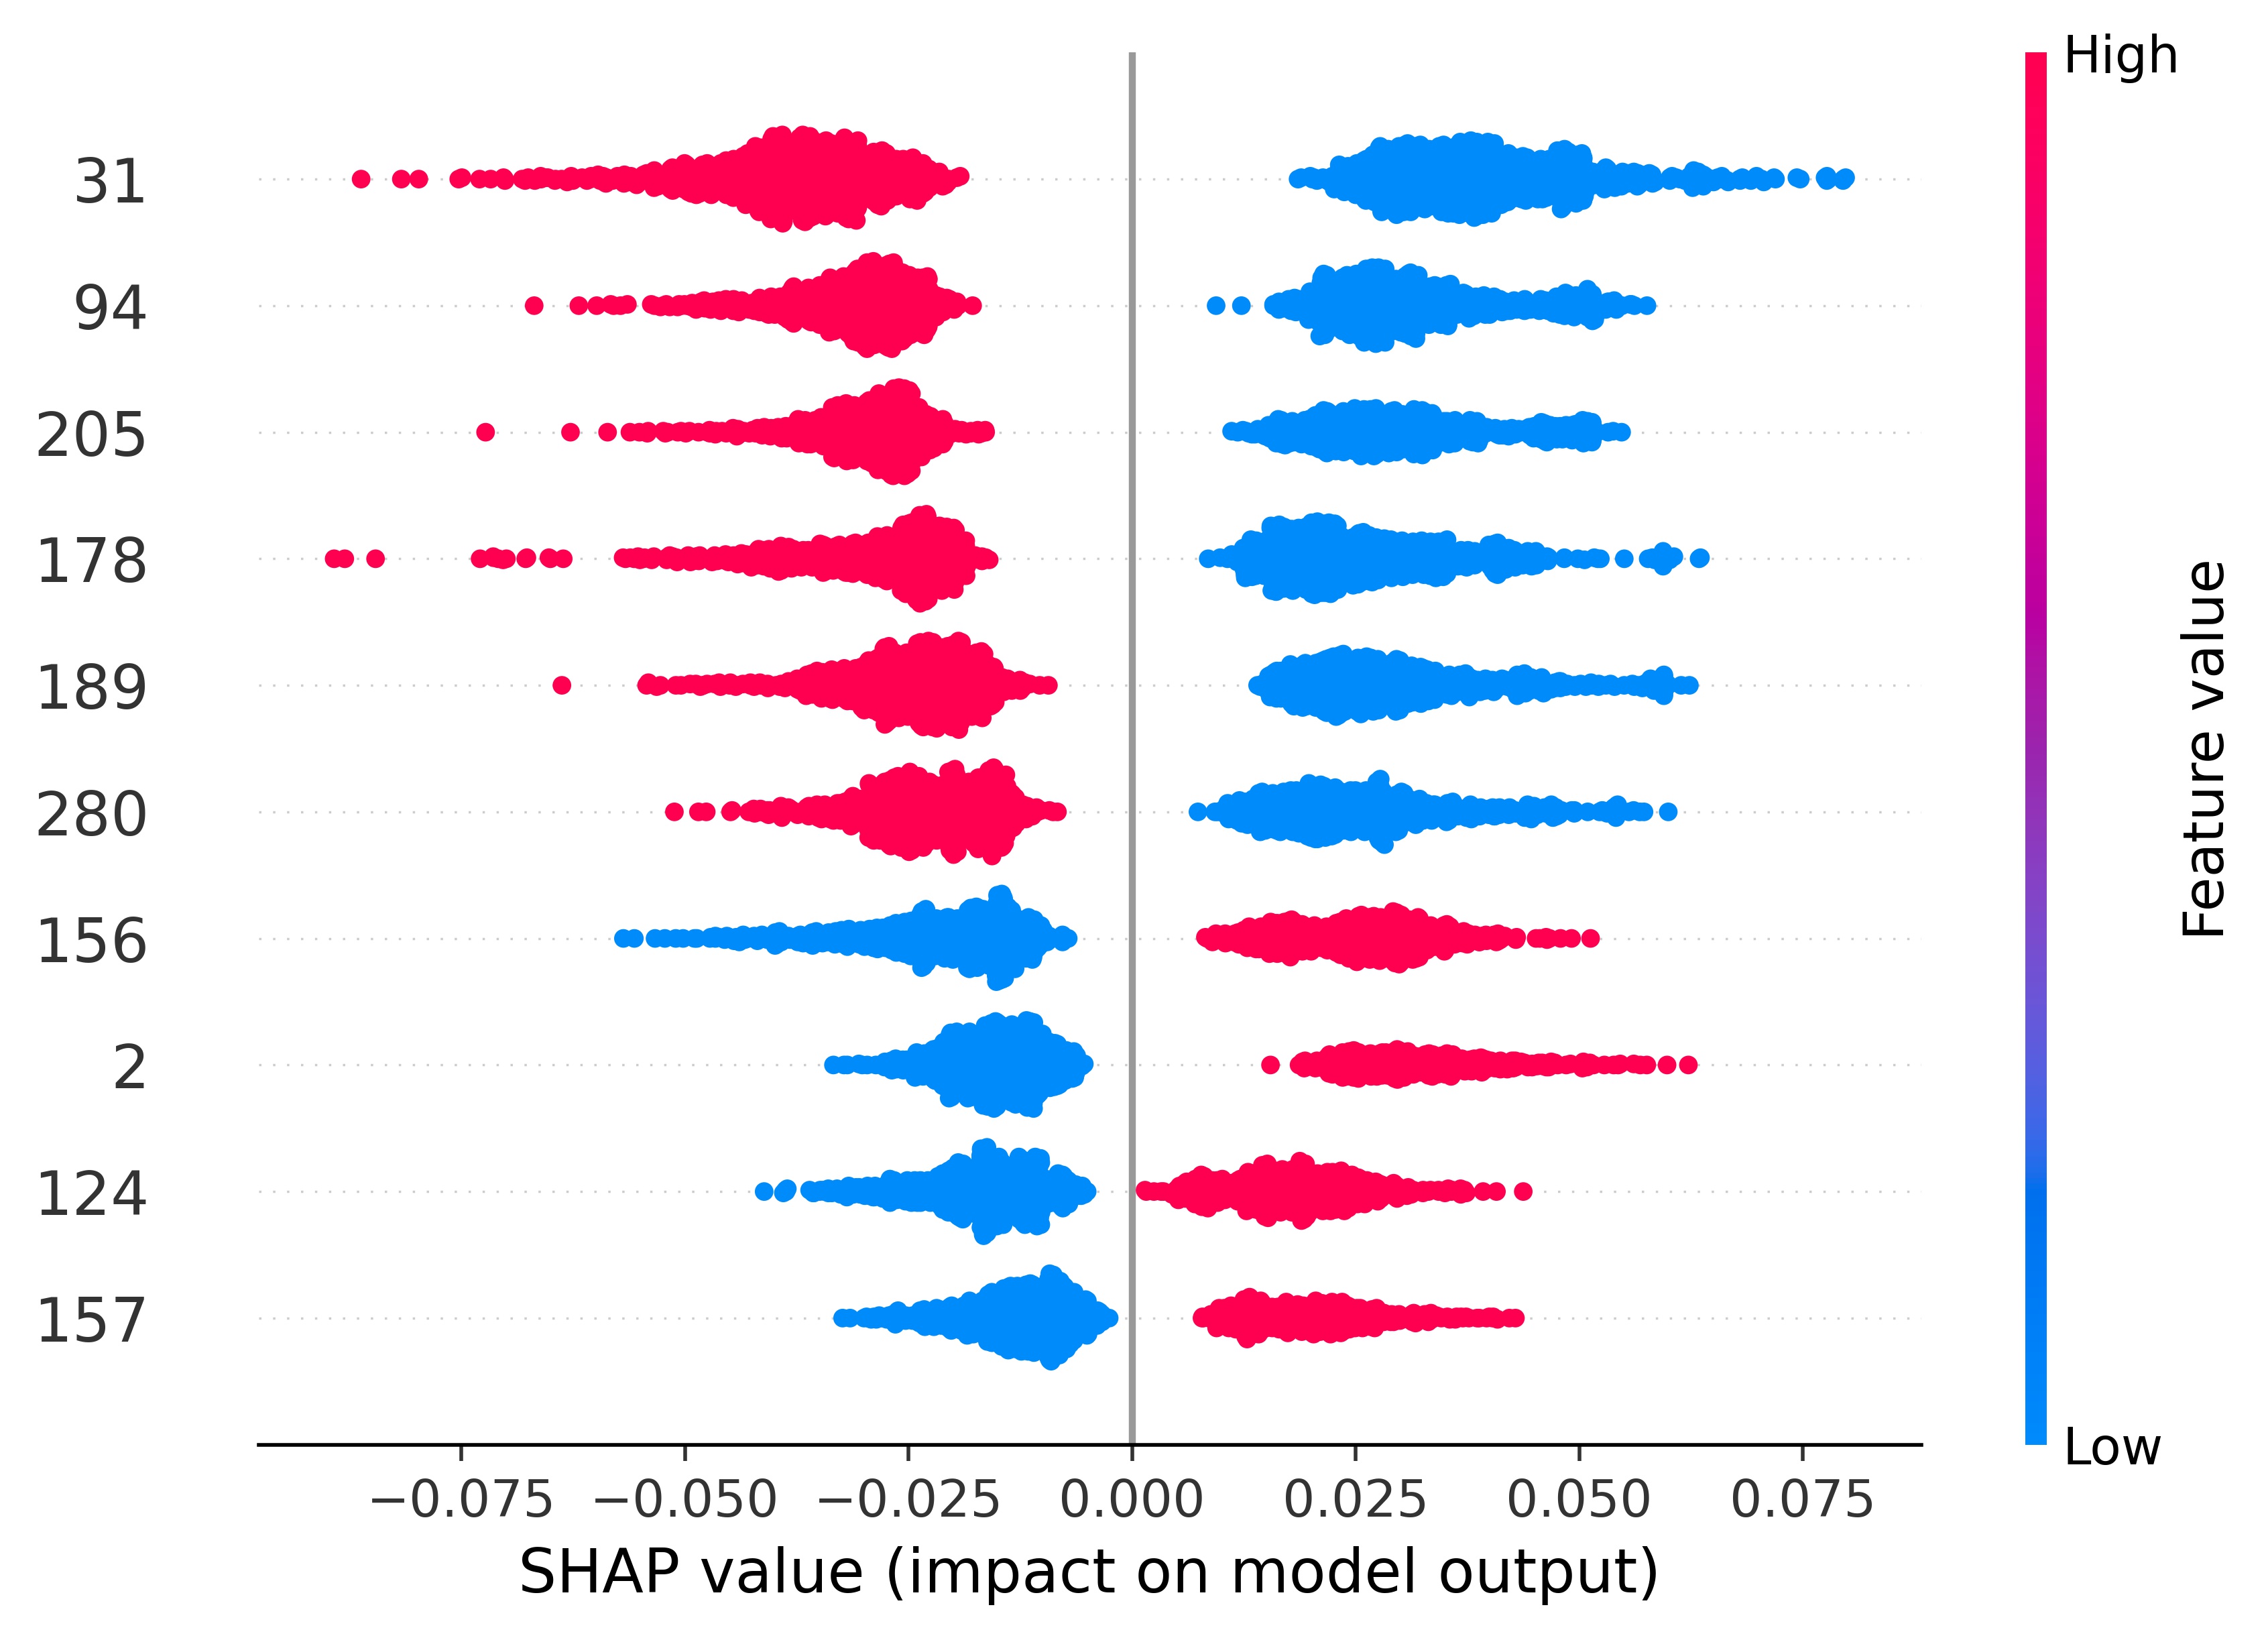 High
31
94
205
178
189
280
156
2
124
157
Low
Feature value
−0.075 −0.050 −0.025 0.000 0.025 0.050 0.075
SHAP value (impact on model output)